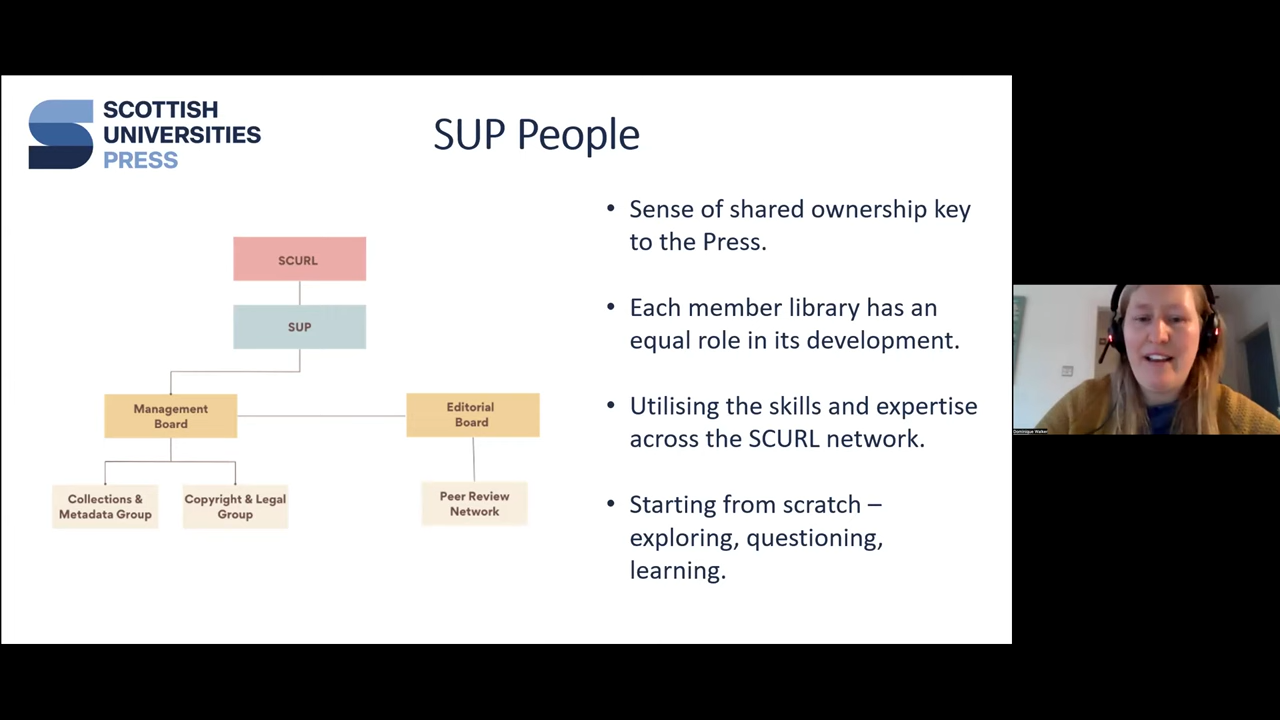 SCOTTISH
UNIVERSITIES
PRESS
SUP People
SCURL
SUP
Management
Board
Editorial
Board
Collections &
Metadata Group
Copyright & Legal
Group
Peer Review
Network
• Sense of shared ownership key
to the Press.
• Each member library has an
equal role in its development.
• Utilising the skills and expertise
across the SCURL network.
• Starting from scratch –
exploring, questioning,
learning.
Dominique Walker